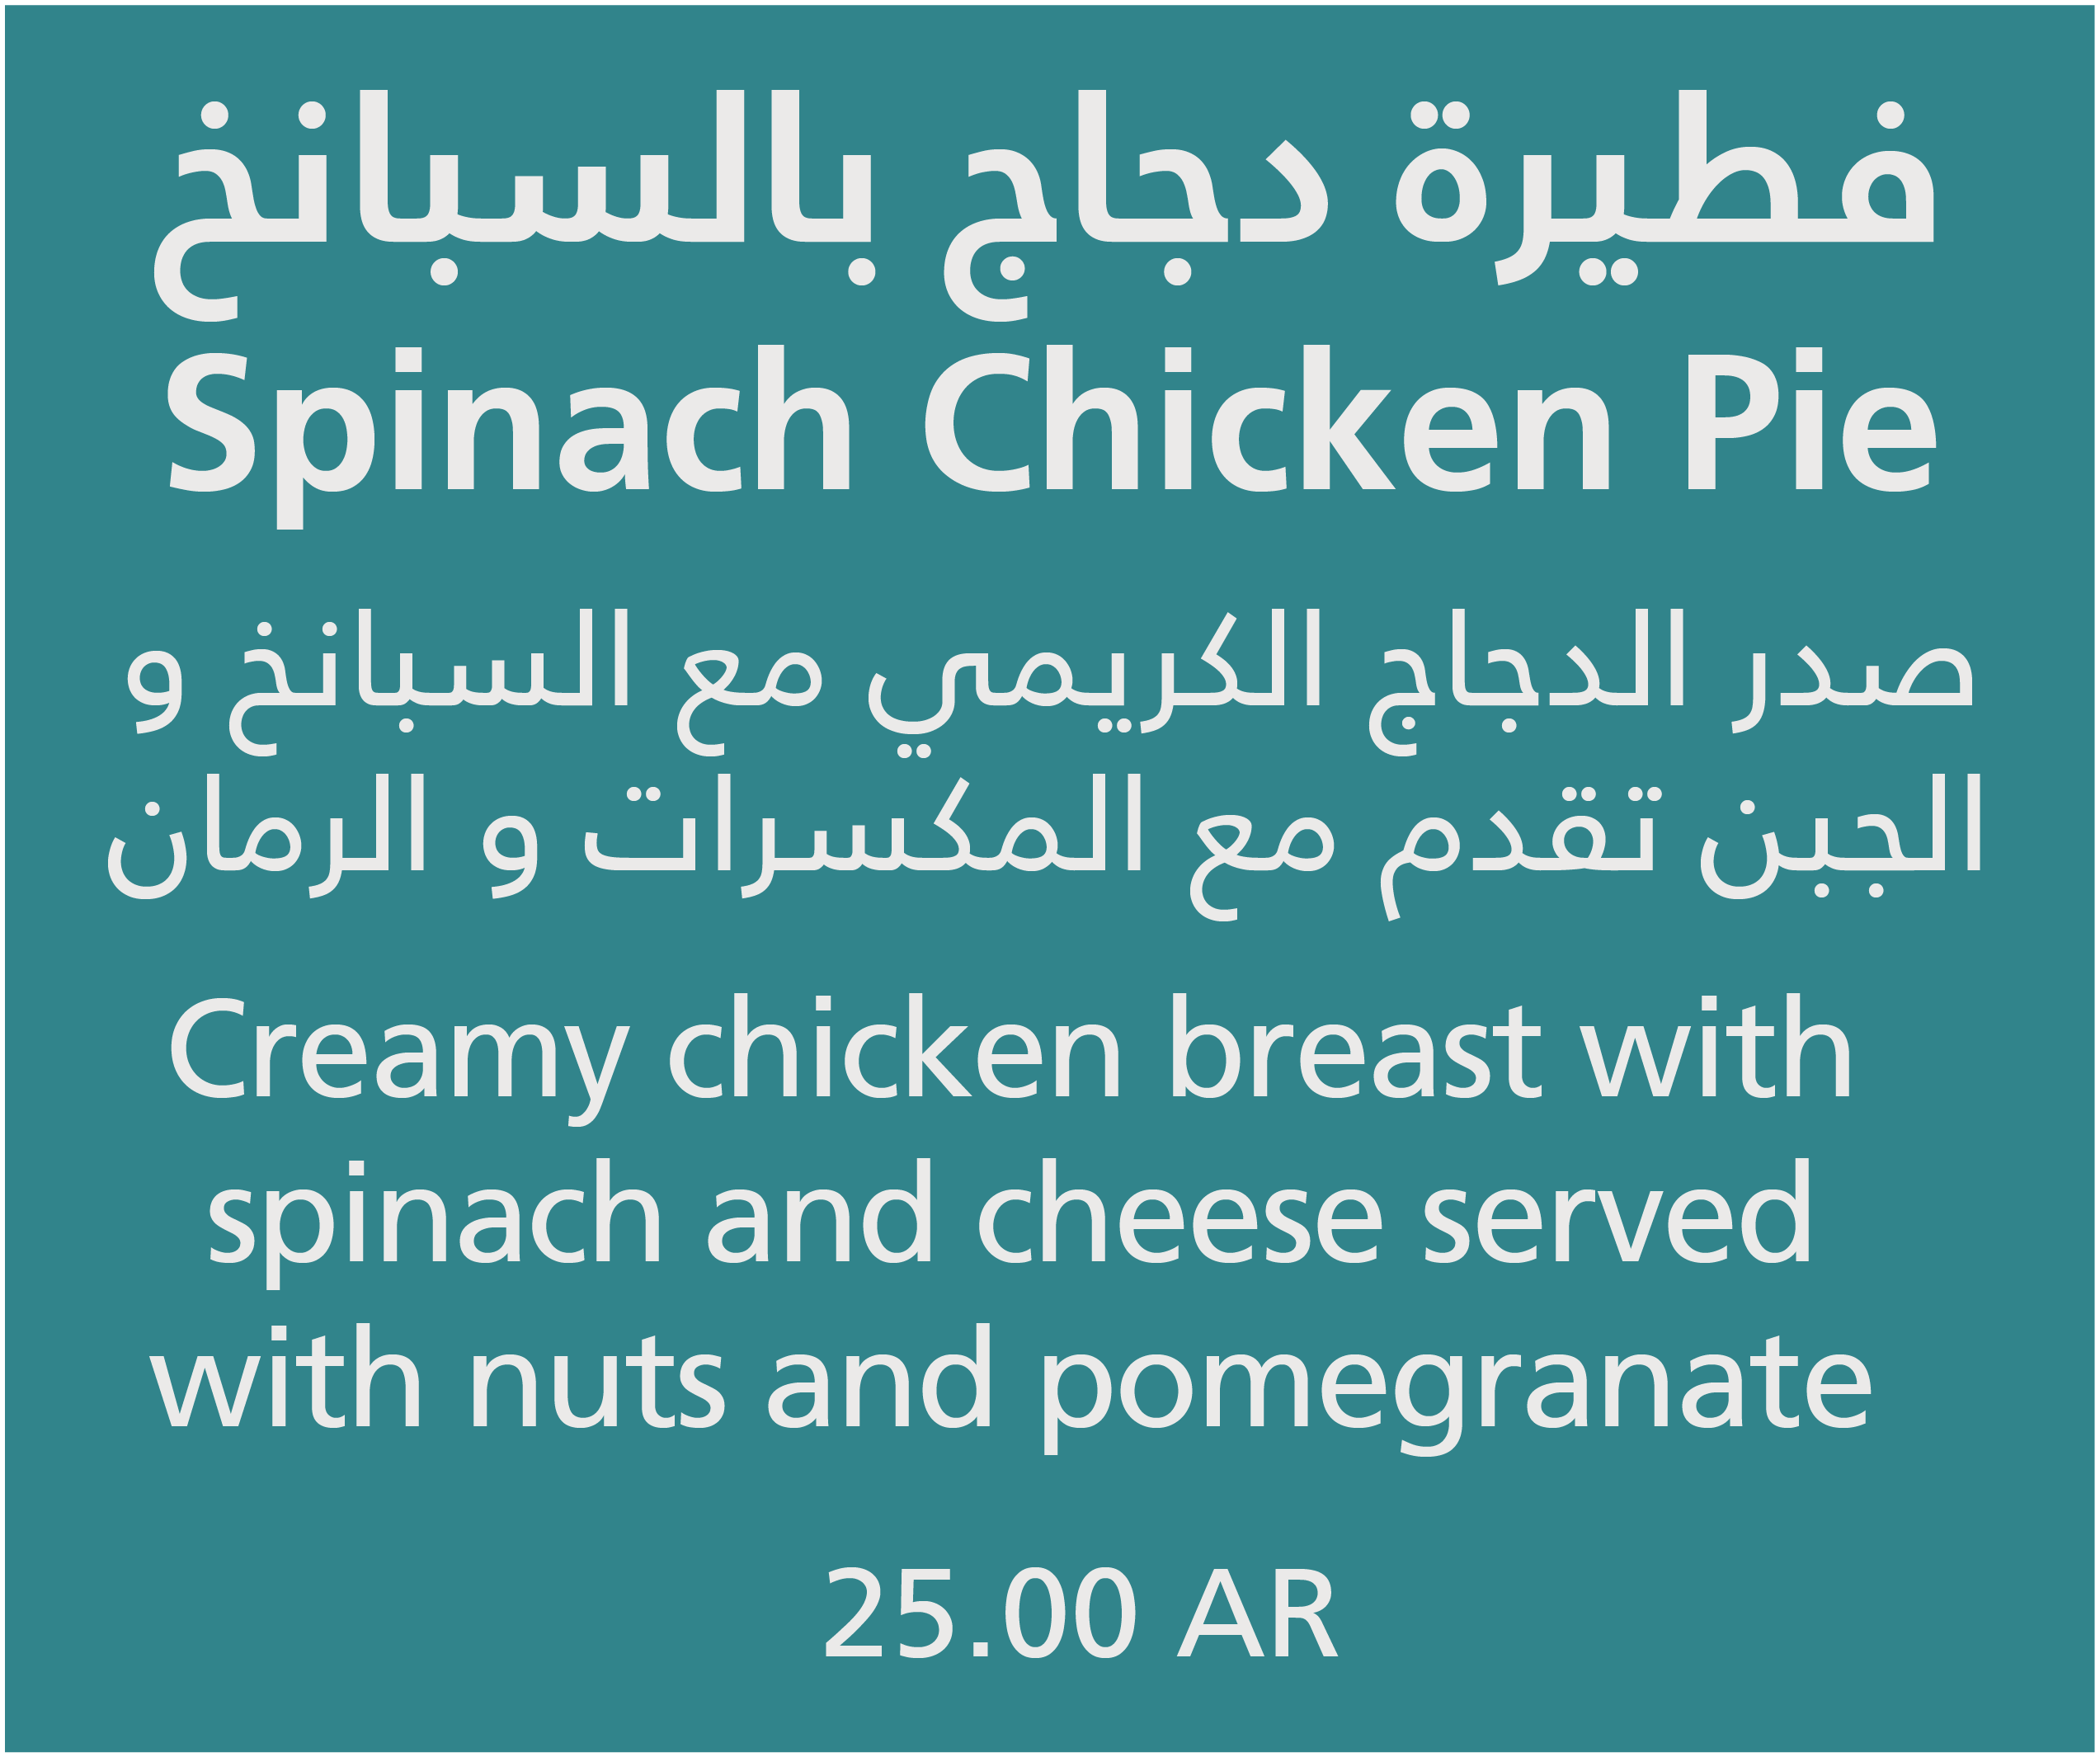 فطيرة دجاج بالسبانخ
Spinach Chicken Pie
صدر الدجاج الكريمي مع السبانخ و
الجبن تقدم مع المكسرات و الرمان
Creamy chicken breast with
spinach and cheese served
with nuts and pomegranate
25.00 AR